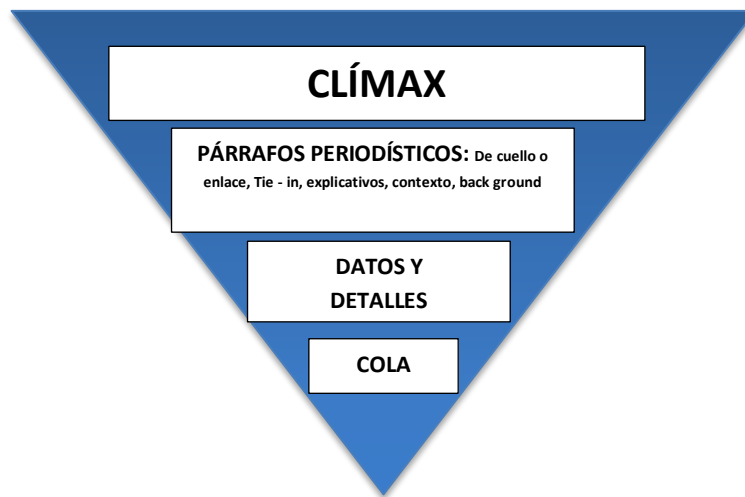 CLÍMAX
PÁRRAFOS PERIODÍSTICOS: De cuello o
enlace, Tie - in, explicativos, contexto, back ground
DATOS Y
DETALLES
COLA